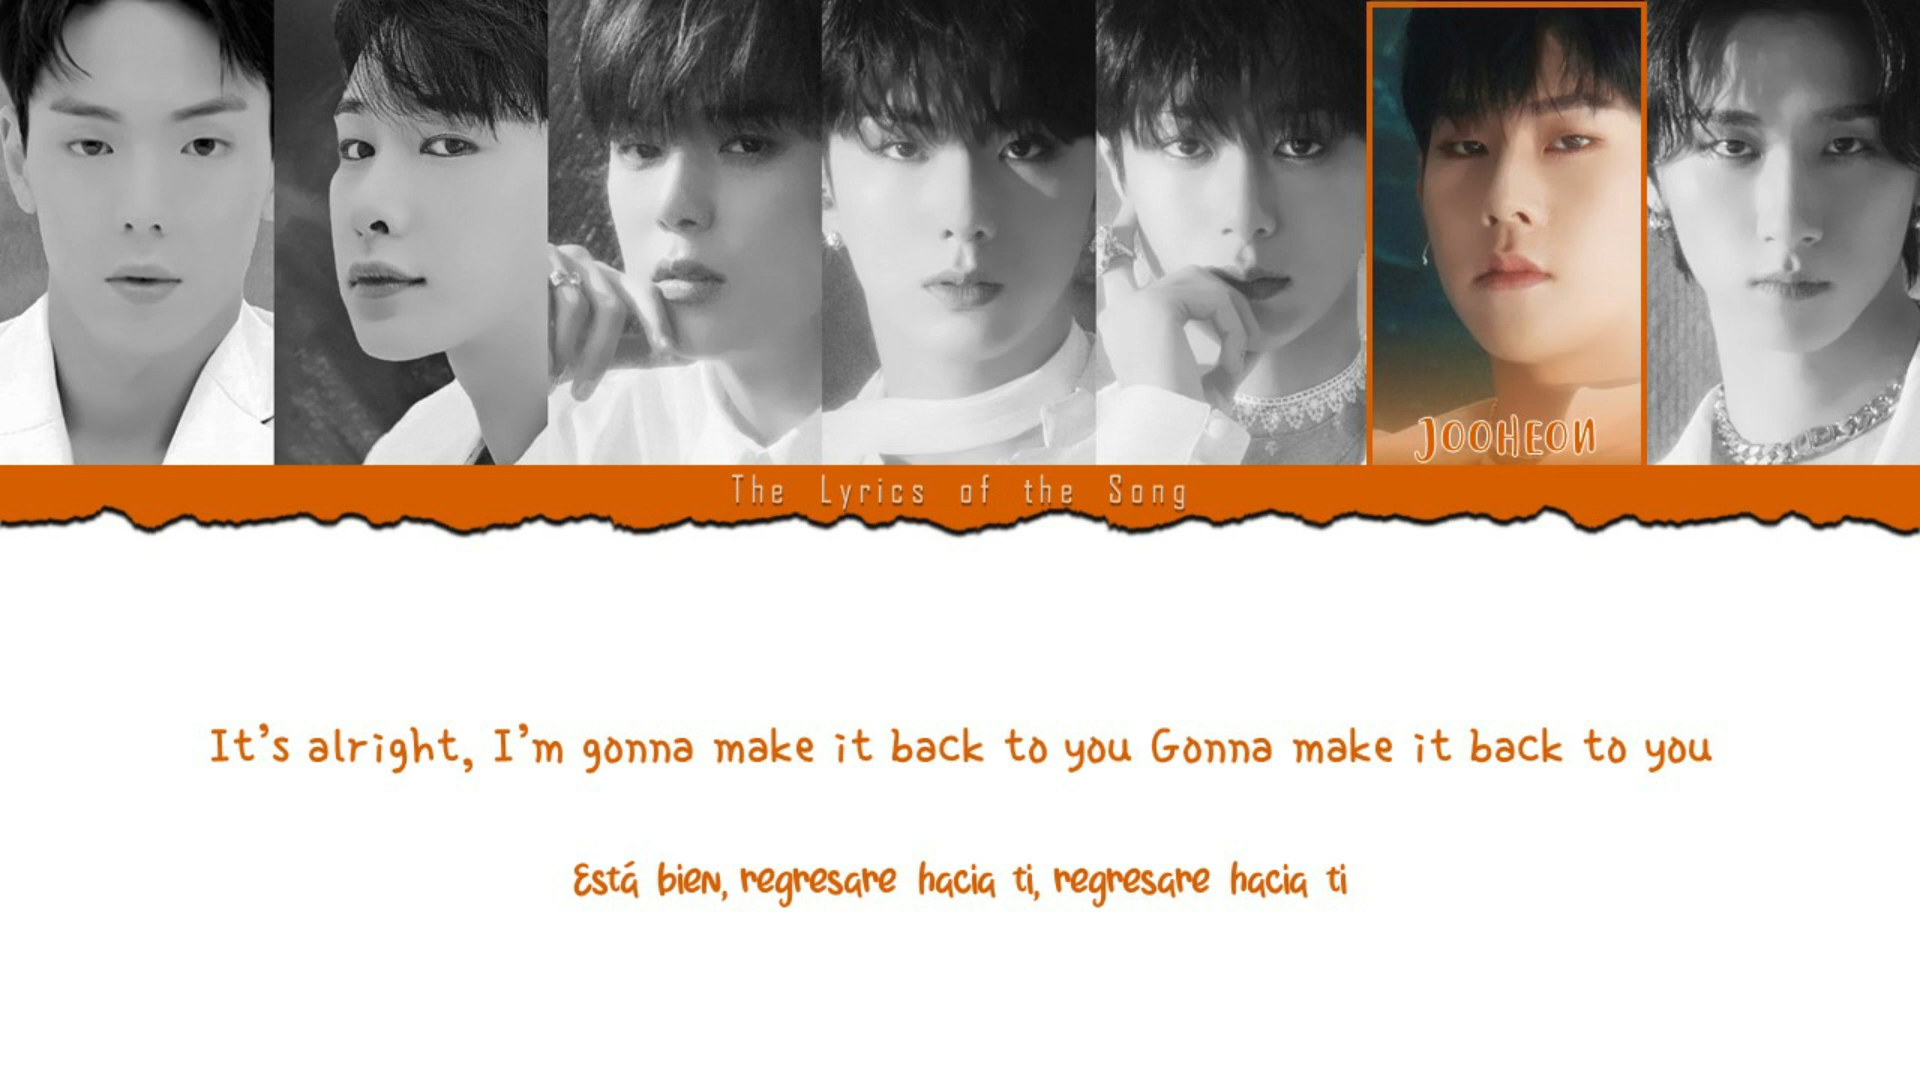 JOOHEON
The Lyrics of the Song
It's alright, I'm gonna make it back to you Gonna make it back to you
Está bien, regresare hacia ti, regresare hacia ti